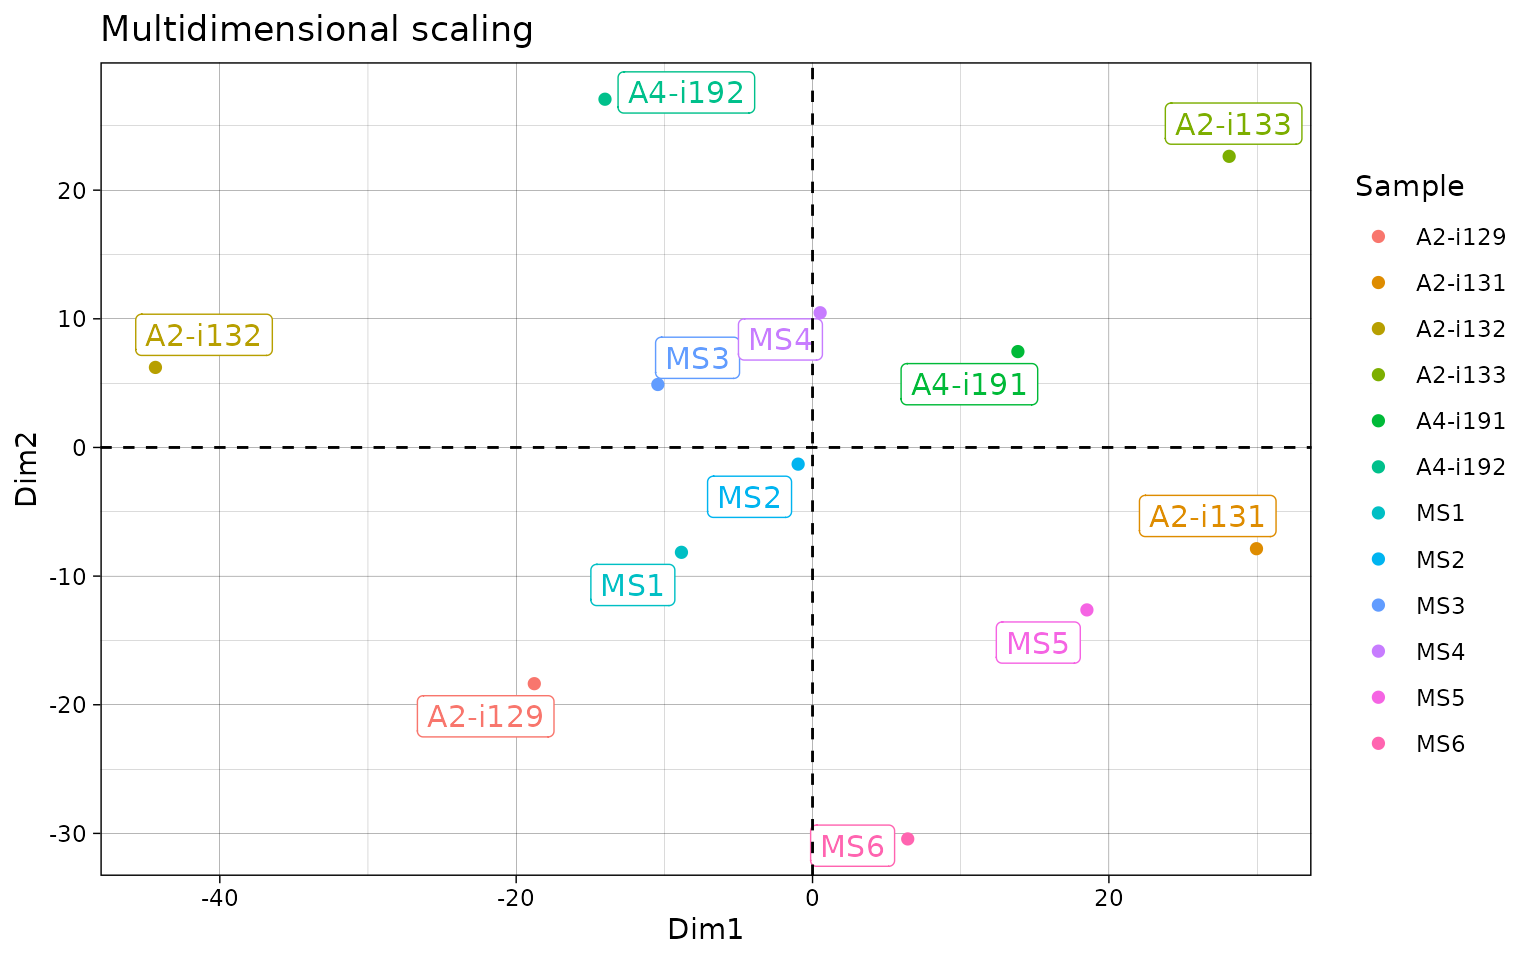 Multidimensional scaling
A4-i192
A2-i133
A2-i132
MS4
MS3
A4-i191
MS2
A2-i131
MS1
MS5
A2-i129
MS6
20
10
0
-10
-20
-30
Dim2
-40 -20 0 20
Dim1
Sample
A2-i129
A2-i131
A2-i132
A2-i133
A4-i191
A4-i192
MS1
MS2
MS3
MS4
MS5
MS6